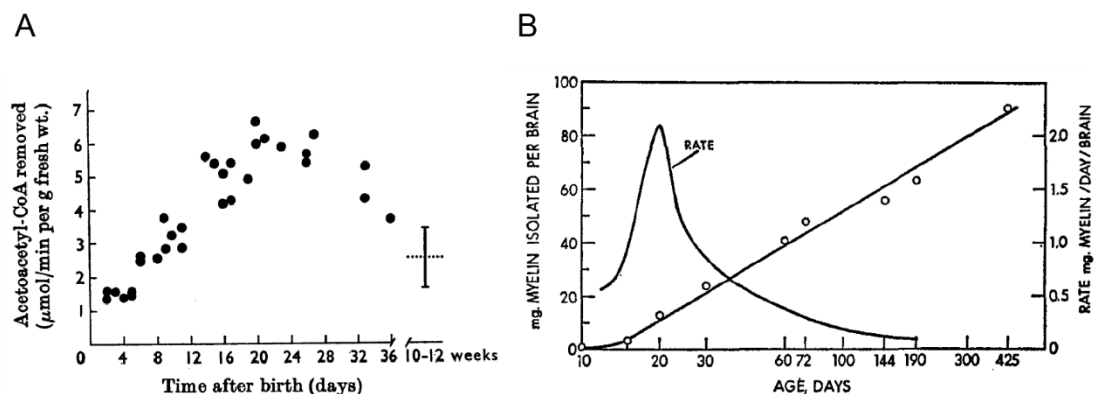 A
Acetoacetyl-CoA removed
(μmol/min per g fresh wt.)
7
6
5
4
3
2
1
0 4 8 12 16 20 24 28 32 36 10-12 weeks
Time after birth (days)
B
mg. MYELIN ISOLATED PER BRAIN
100
80
60
40
20
0
RATE
2.0
1.5
1.0
0.5
0
RATE mg. MYELIN /DAY/BRAIN
10 20 30 60 72 100 144 190 300 425
AGE, DAYS